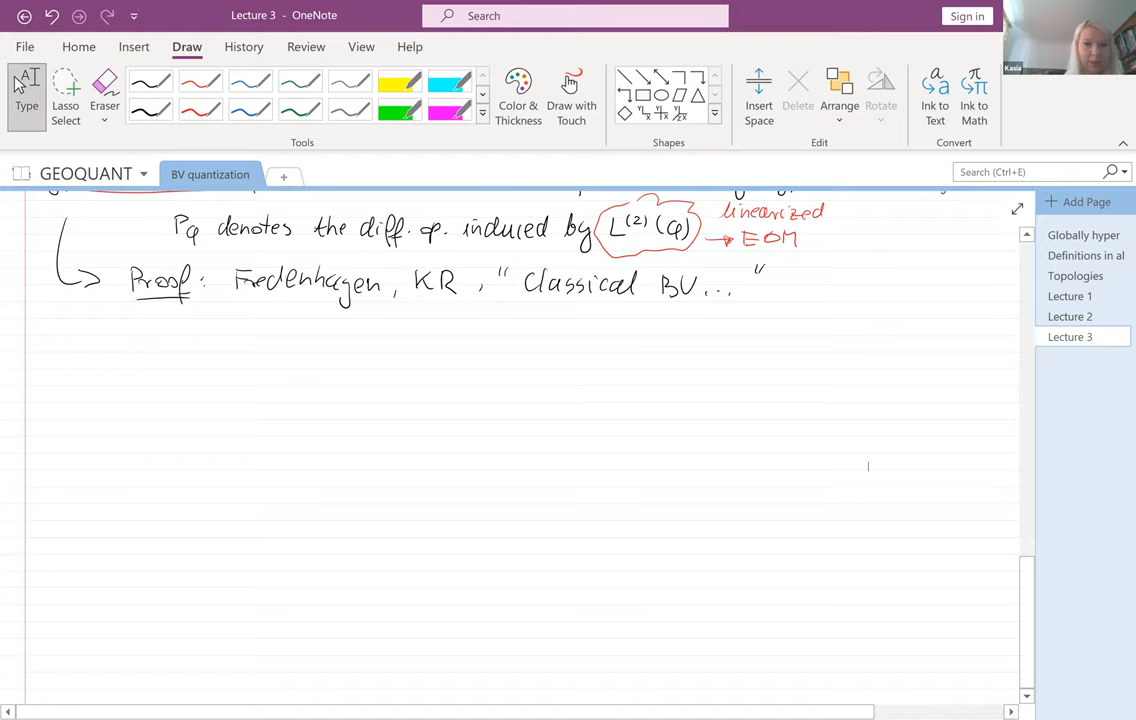 Lecture 3 - OneNote
Search
Sign in
Kasia
File Home Insert Draw History Review View Help
Type
Lasso Select
Eraser
Color & Thickness
Draw with Touch
Insert Space
Delete
Arrange
Rotate
Ink to Text
Ink to Math
Tools
Shapes
Edit
Convert
GEOQUANT
BV quantization
Search (Ctrl+E)
Add Page
Globally hyper
Definitions in al
Topologies
Lecture 1
Lecture 2
Lecture 3
Pφ denotes the diff. op. induced by L⁽²⁾(φ) → linearized EOM
Proof: Fredenhagen, KR, "Classical BV..."